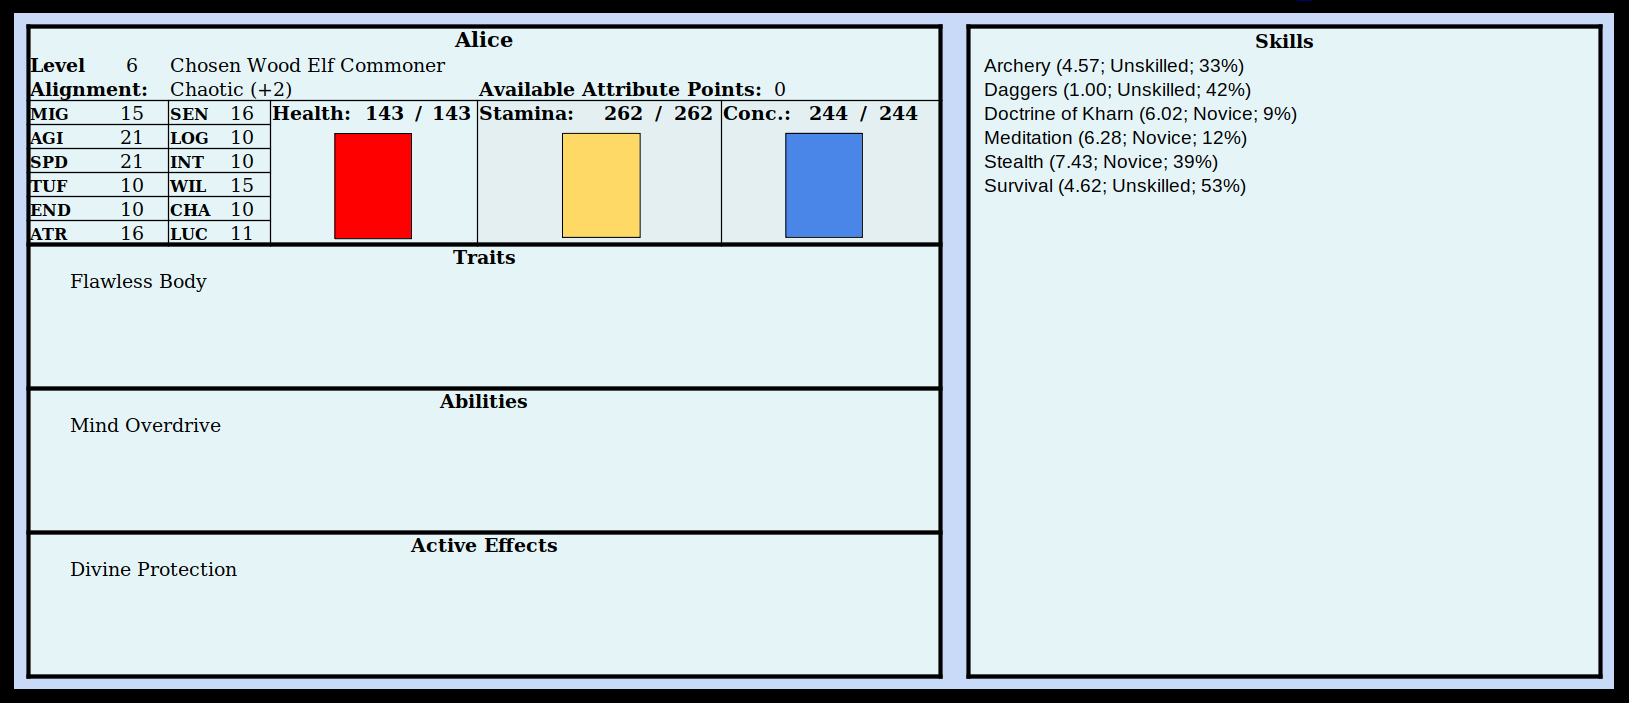 Alice
Level 6 Chosen Wood Elf Commoner
Alignment: Chaotic (+2) Available Attribute Points: 0
MIG 15 SEN 16 Health: 143 / 143 Stamina: 262 / 262 Conc.: 244 / 244
AGI 21 LOG 10
SPD 21 INT 10
TUF 10 WIL 15
END 10 CHA 10
ATR 16 LUC 11
Traits
Flawless Body
Abilities
Mind Overdrive
Active Effects
Divine Protection
Skills
Archery (4.57; Unskilled; 33%)
Daggers (1.00; Unskilled; 42%)
Doctrine of Kharn (6.02; Novice; 9%)
Meditation (6.28; Novice; 12%)
Stealth (7.43; Novice; 39%)
Survival (4.62; Unskilled; 53%)